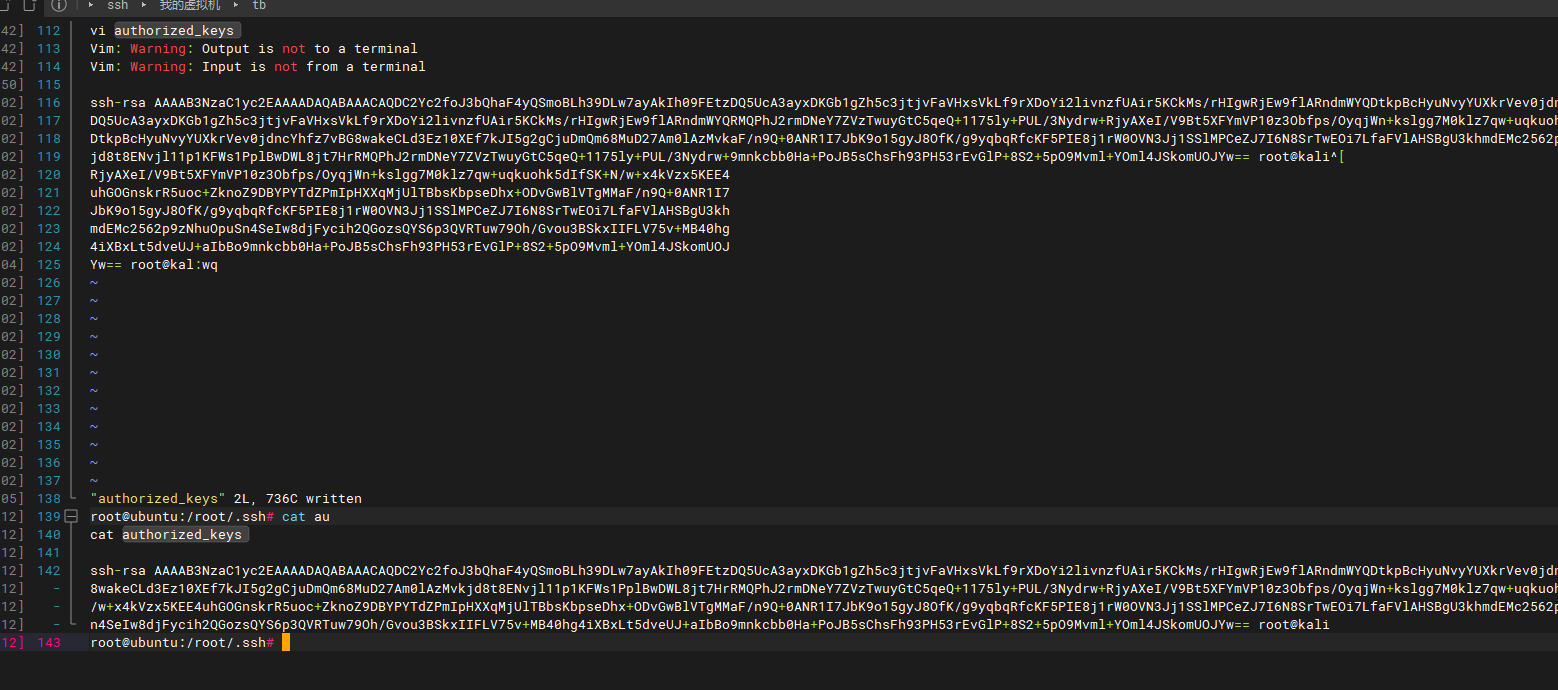 ssh 我的虚拟机 tb
42] 112 vi authorized_keys
42] 113 Vim: Warning: Output is not to a terminal
42] 114 Vim: Warning: Input is not from a terminal
50] 115
02] 116 ssh-rsa AAAAB3NzaC1yc2EAAAADAQABAAACAQDC2Yc2foJ3bQhaF4yQSmoBLh39DLw7ayAkIh09FEtzDQ5UcA3ayxDKGb1gZh5c3jtjvFaVHxsVkLf9rXDoYi2livnzfUAir5KCkMs/rHIgwRjEw9flARndmWYQDtkpBcHyuNvyYUXkrVev0jdn
02] 117 DQ5UcA3ayxDKGb1gZh5c3jtjvFaVHxsVkLf9rXDoYi2livnzfUAir5KCkMs/rHIgwRjEw9flARndmWYQRMQPhJ2rmDNeY7ZVzTwuyGtC5qeQ+1175ly+PUL/3Nydrw+RjyAXeI/V9Bt5XFYmVP10z3Obfps/OyqjWn+kslgg7M0klz7qw+uqkuoh
02] 118 DtkpBcHyuNvyYUXkrVev0jdncYhfz7vBG8wakeCLd3Ez10XEf7kJI5g2gCjuDmQm68MuD27Am0lAzMvkaF/n9Q+0ANR1I7JbK9o15gyJ8OfK/g9yqbqRfcKF5PIE8j1rW0OVN3Jj1SSlMPCeZJ7I6N8SrTwEOi7LfaFVlAHSBgU3khmdEMc2562p
02] 119 jd8t8ENvjl11p1KFWs1PplBwDWL8jt7HrRMQPhJ2rmDNeY7ZVzTwuyGtC5qeQ+1175ly+PUL/3Nydrw+9mnkcbb0Ha+PoJB5sChsFh93PH53rEvGlP+8S2+5pO9Mvml+YOml4JSkomUOJYw== root@kali^[
02] 120 RjyAXeI/V9Bt5XFYmVP10z3Obfps/OyqjWn+kslgg7M0klz7qw+uqkuohk5dIfSK+N/w+x4kVzx5KEE4
02] 121 uhGOGnskrR5uoc+ZknoZ9DBYPYTdZPmIpHXXqMjUlTBbsKbpseDhx+ODvGwBlVTgMMaF/n9Q+0ANR1I7
02] 122 JbK9o15gyJ8OfK/g9yqbqRfcKF5PIE8j1rW0OVN3Jj1SSlMPCeZJ7I6N8SrTwEOi7LfaFVlAHSBgU3kh
02] 123 mdEMc2562p9zNhuOpuSn4SeIw8djFycih2QGozsQYS6p3QVRTuw79Oh/Gvou3BSkxIIFLV75v+MB40hg
02] 124 4iXBxLt5dveUJ+aIbBo9mnkcbb0Ha+PoJB5sChsFh93PH53rEvGlP+8S2+5pO9Mvml+YOml4JSkomUOJ
04] 125 Yw== root@kal:wq
02] 126 ~
02] 127 ~
02] 128 ~
02] 129 ~
02] 130 ~
02] 131 ~
02] 132 ~
02] 133 ~
02] 134 ~
02] 135 ~
02] 136 ~
02] 137 ~
05] 138 "authorized_keys" 2L, 736C written
12] 139 root@ubuntu:/root/.ssh# cat au
12] 140 cat authorized_keys
12] 141
12] 142 ssh-rsa AAAAB3NzaC1yc2EAAAADAQABAAACAQDC2Yc2foJ3bQhaF4yQSmoBLh39DLw7ayAkIh09FEtzDQ5UcA3ayxDKGb1gZh5c3jtjvFaVHxsVkLf9rXDoYi2livnzfUAir5KCkMs/rHIgwRjEw9flARndmWYQDtkpBcHyuNvyYUXkrVev0jdn
12] - 8wakeCLd3Ez10XEf7kJI5g2gCjuDmQm68MuD27Am0lAzMvkjd8t8ENvjl11p1KFWs1PplBwDWL8jt7HrRMQPhJ2rmDNeY7ZVzTwuyGtC5qeQ+1175ly+PUL/3Nydrw+RjyAXeI/V9Bt5XFYmVP10z3Obfps/OyqjWn+kslgg7M0klz7qw+uqkuoh
12] - /w+x4kVzx5KEE4uhGOGnskrR5uoc+ZknoZ9DBYPYTdZPmIpHXXqMjUlTBbsKbpseDhx+ODvGwBlVTgMMaF/n9Q+0ANR1I7JbK9o15gyJ8OfK/g9yqbqRfcKF5PIE8j1rW0OVN3Jj1SSlMPCeZJ7I6N8SrTwEOi7LfaFVlAHSBgU3khmdEMc2562p
12] - n4SeIw8djFycih2QGozsQYS6p3QVRTuw79Oh/Gvou3BSkxIIFLV75v+MB40hg4iXBxLt5dveUJ+aIbBo9mnkcbb0Ha+PoJB5sChsFh93PH53rEvGlP+8S2+5pO9Mvml+YOml4JSkomUOJYw== root@kali
12] 143 root@ubuntu:/root/.ssh#